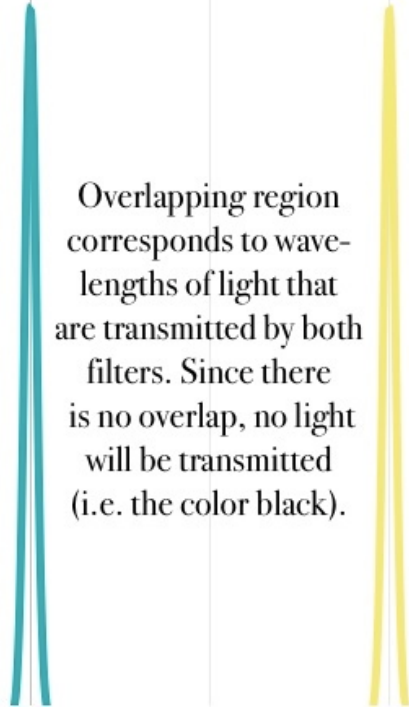 Overlapping region
corresponds to wave-
lengths of light that
are transmitted by both
filters. Since there
is no overlap, no light
will be transmitted
(i.e. the color black).